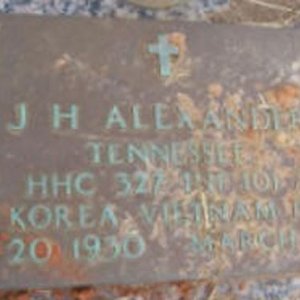 J H ALEXANDER
TENNESSEE
HHC 327 INF 101 A
KOREA VIETNAM
20 1930 MARCH